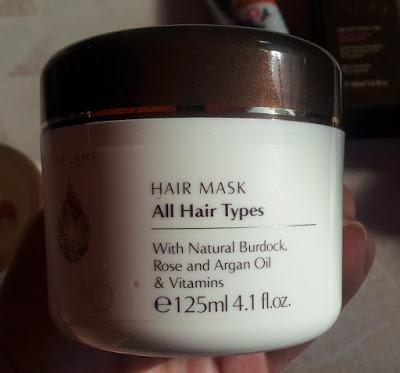 HAIR MASK
All Hair Types
With Natural Burdock,
Rose and Argan Oil
& Vitamins
℮125ml 4.1 fl.oz.